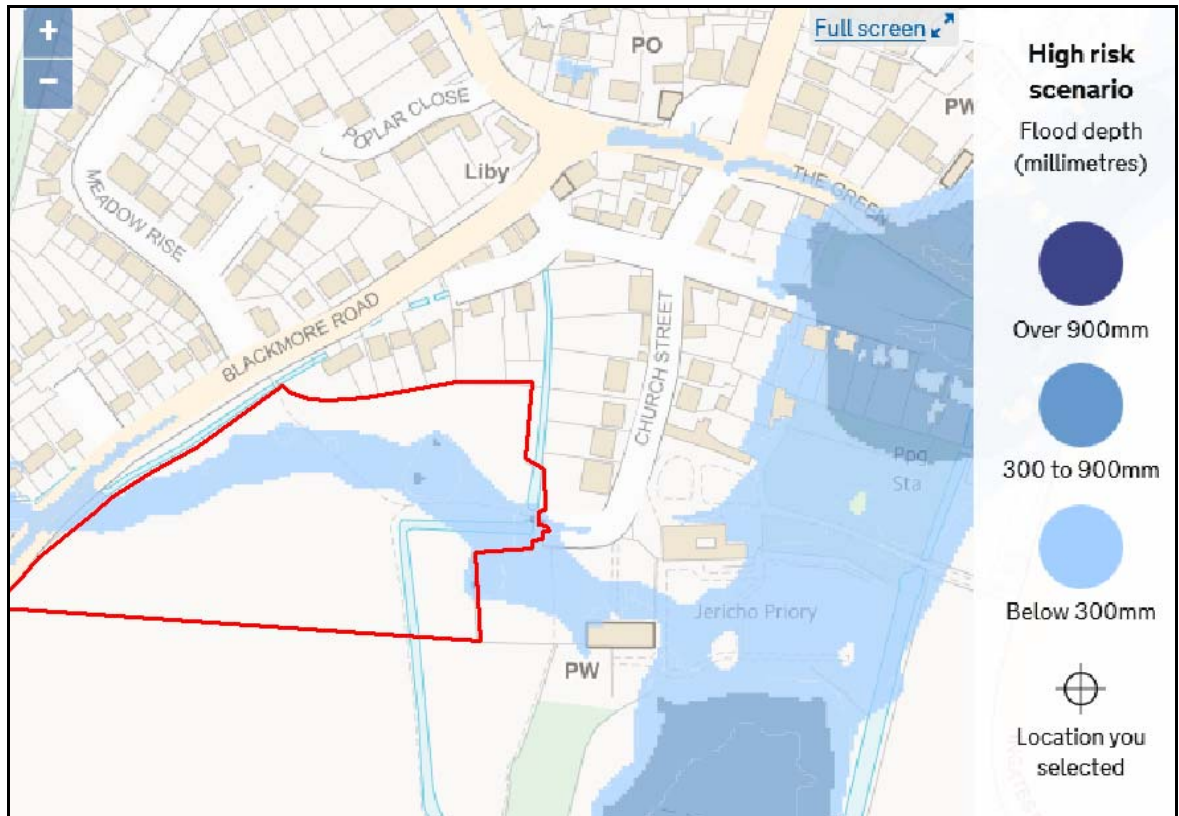 +
−
Full screen
PO
PW
POPLAR CLOSE
Liby
MEADOW RISE
THE GREEN
BLACKMORE ROAD
CHURCH STREET
Ppg
Sta
Jericho Priory
PW
High risk
scenario
Flood depth
(millimetres)
Over 900mm
300 to 900mm
Below 300mm
Location you
selected